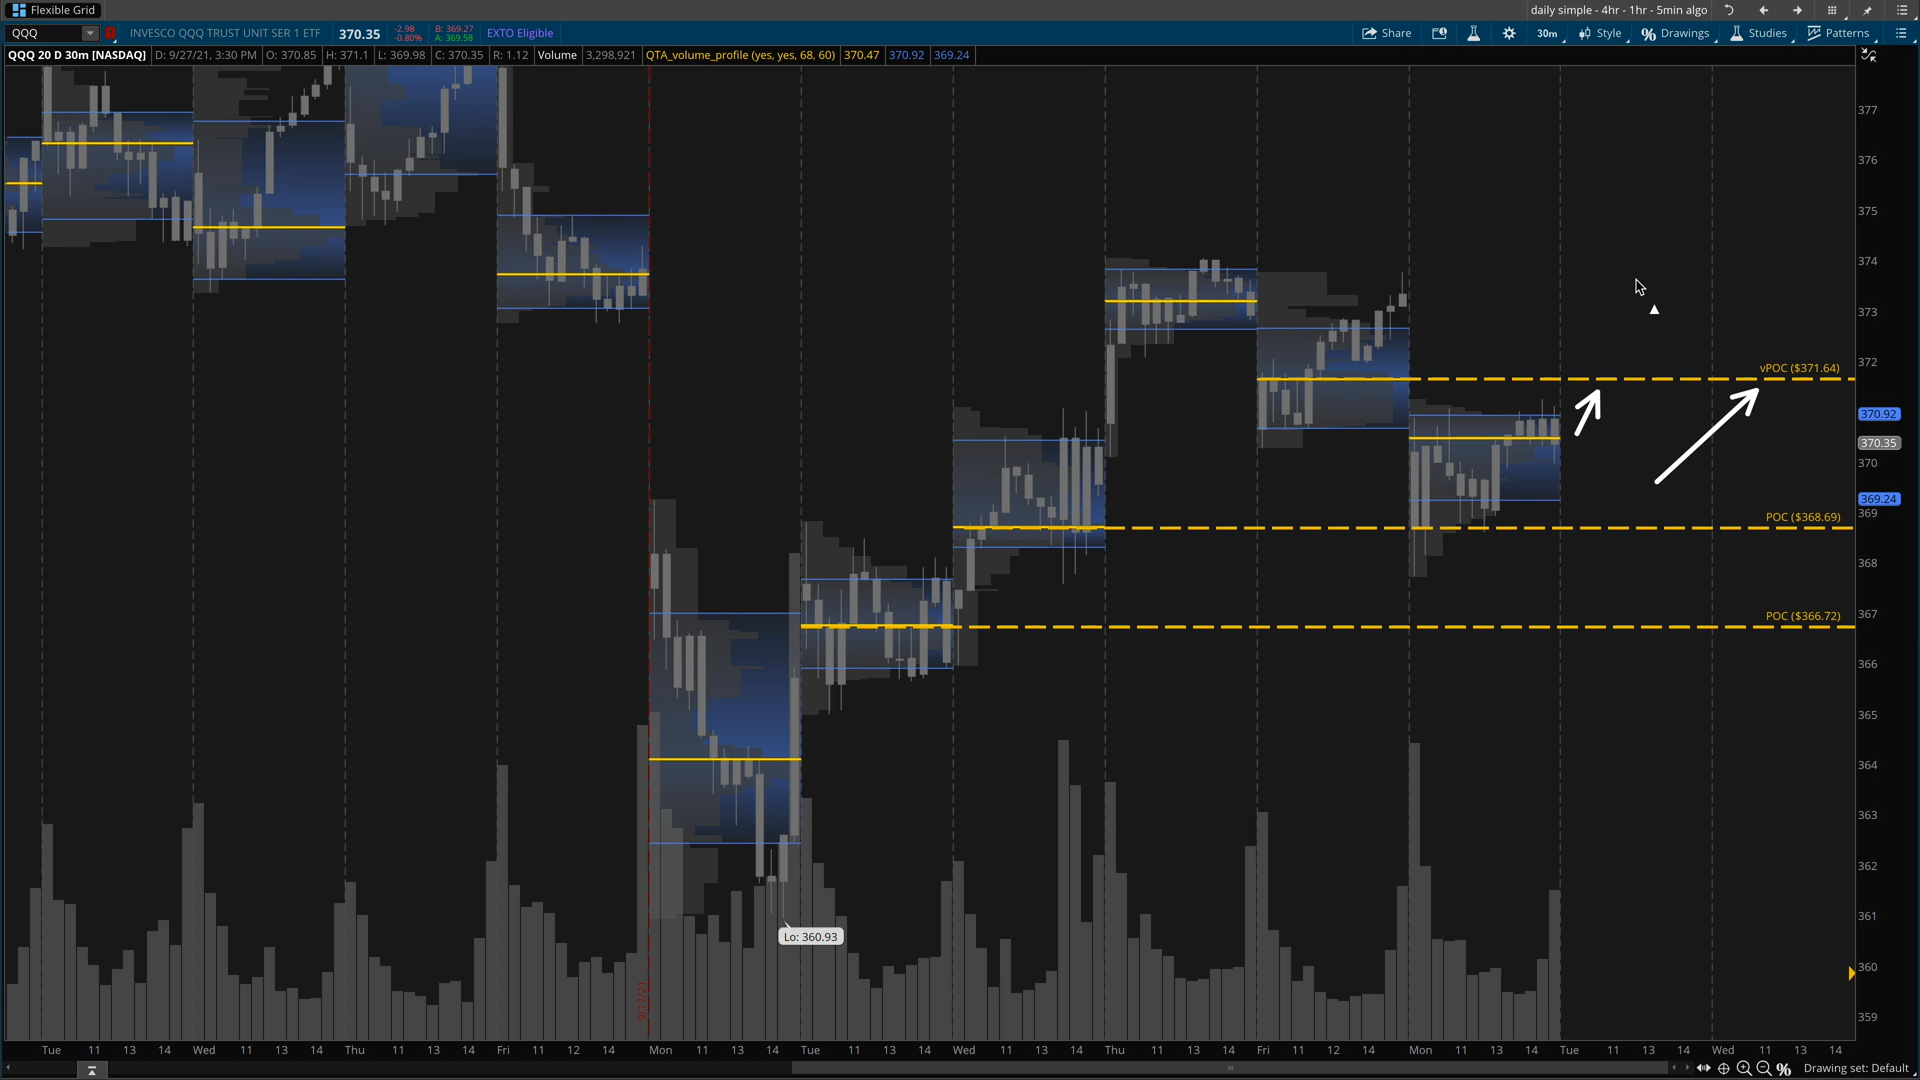 Flexible Grid
daily simple - 4hr - 1hr - 5min algo
QQQ
INVESCO QQQ TRUST UNIT SER 1 ETF
370.35
-2.98
-0.80%
B: 369.27
A: 369.58
EXTO Eligible
Share
30m
Style
Drawings
Studies
Patterns
QQQ 20 D 30m [NASDAQ]
D: 9/27/21, 3:30 PM
O: 370.85
H: 371.1
L: 369.98
C: 370.35
R: 1.12
Volume
3,298,921
QTA_volume_profile (yes, yes, 68, 60)
370.47
370.92
369.24
377
376
375
374
373
372
vPOC ($371.64)
370.92
370.35
370
369.24
369
POC ($368.69)
368
367
POC ($366.72)
366
365
364
363
362
361
Lo: 360.93
360
9/17/21
359
Tue 11 13 14 Wed 11 13 14 Thu 11 13 14 Fri 11 12 14 Mon 11 13 14 Tue 11 13 14 Wed 11 13 14 Thu 11 13 14 Fri 11 12 14 Mon 11 13 14 Tue 11 13 14 Wed 11 13 14
Drawing set: Default